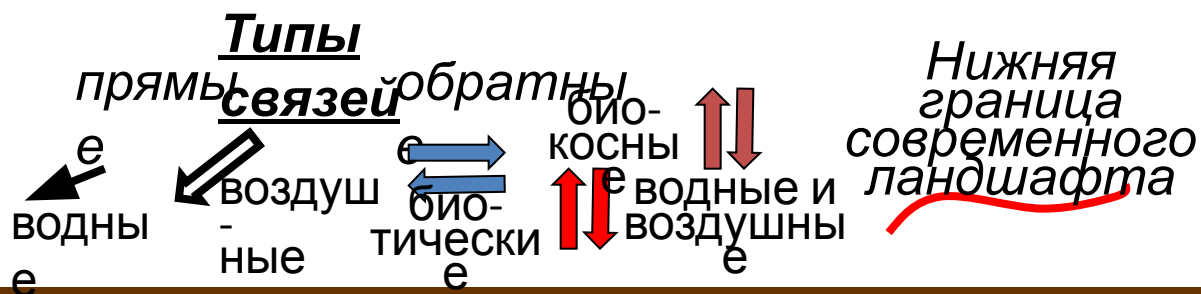 Типы
связей
прямы
е
обратны
е
водны
е
воздуш
-
ные
био-
тически
е
био-
косны
е
водные и
воздушны
е
Нижняя
граница
современного
ландшафта